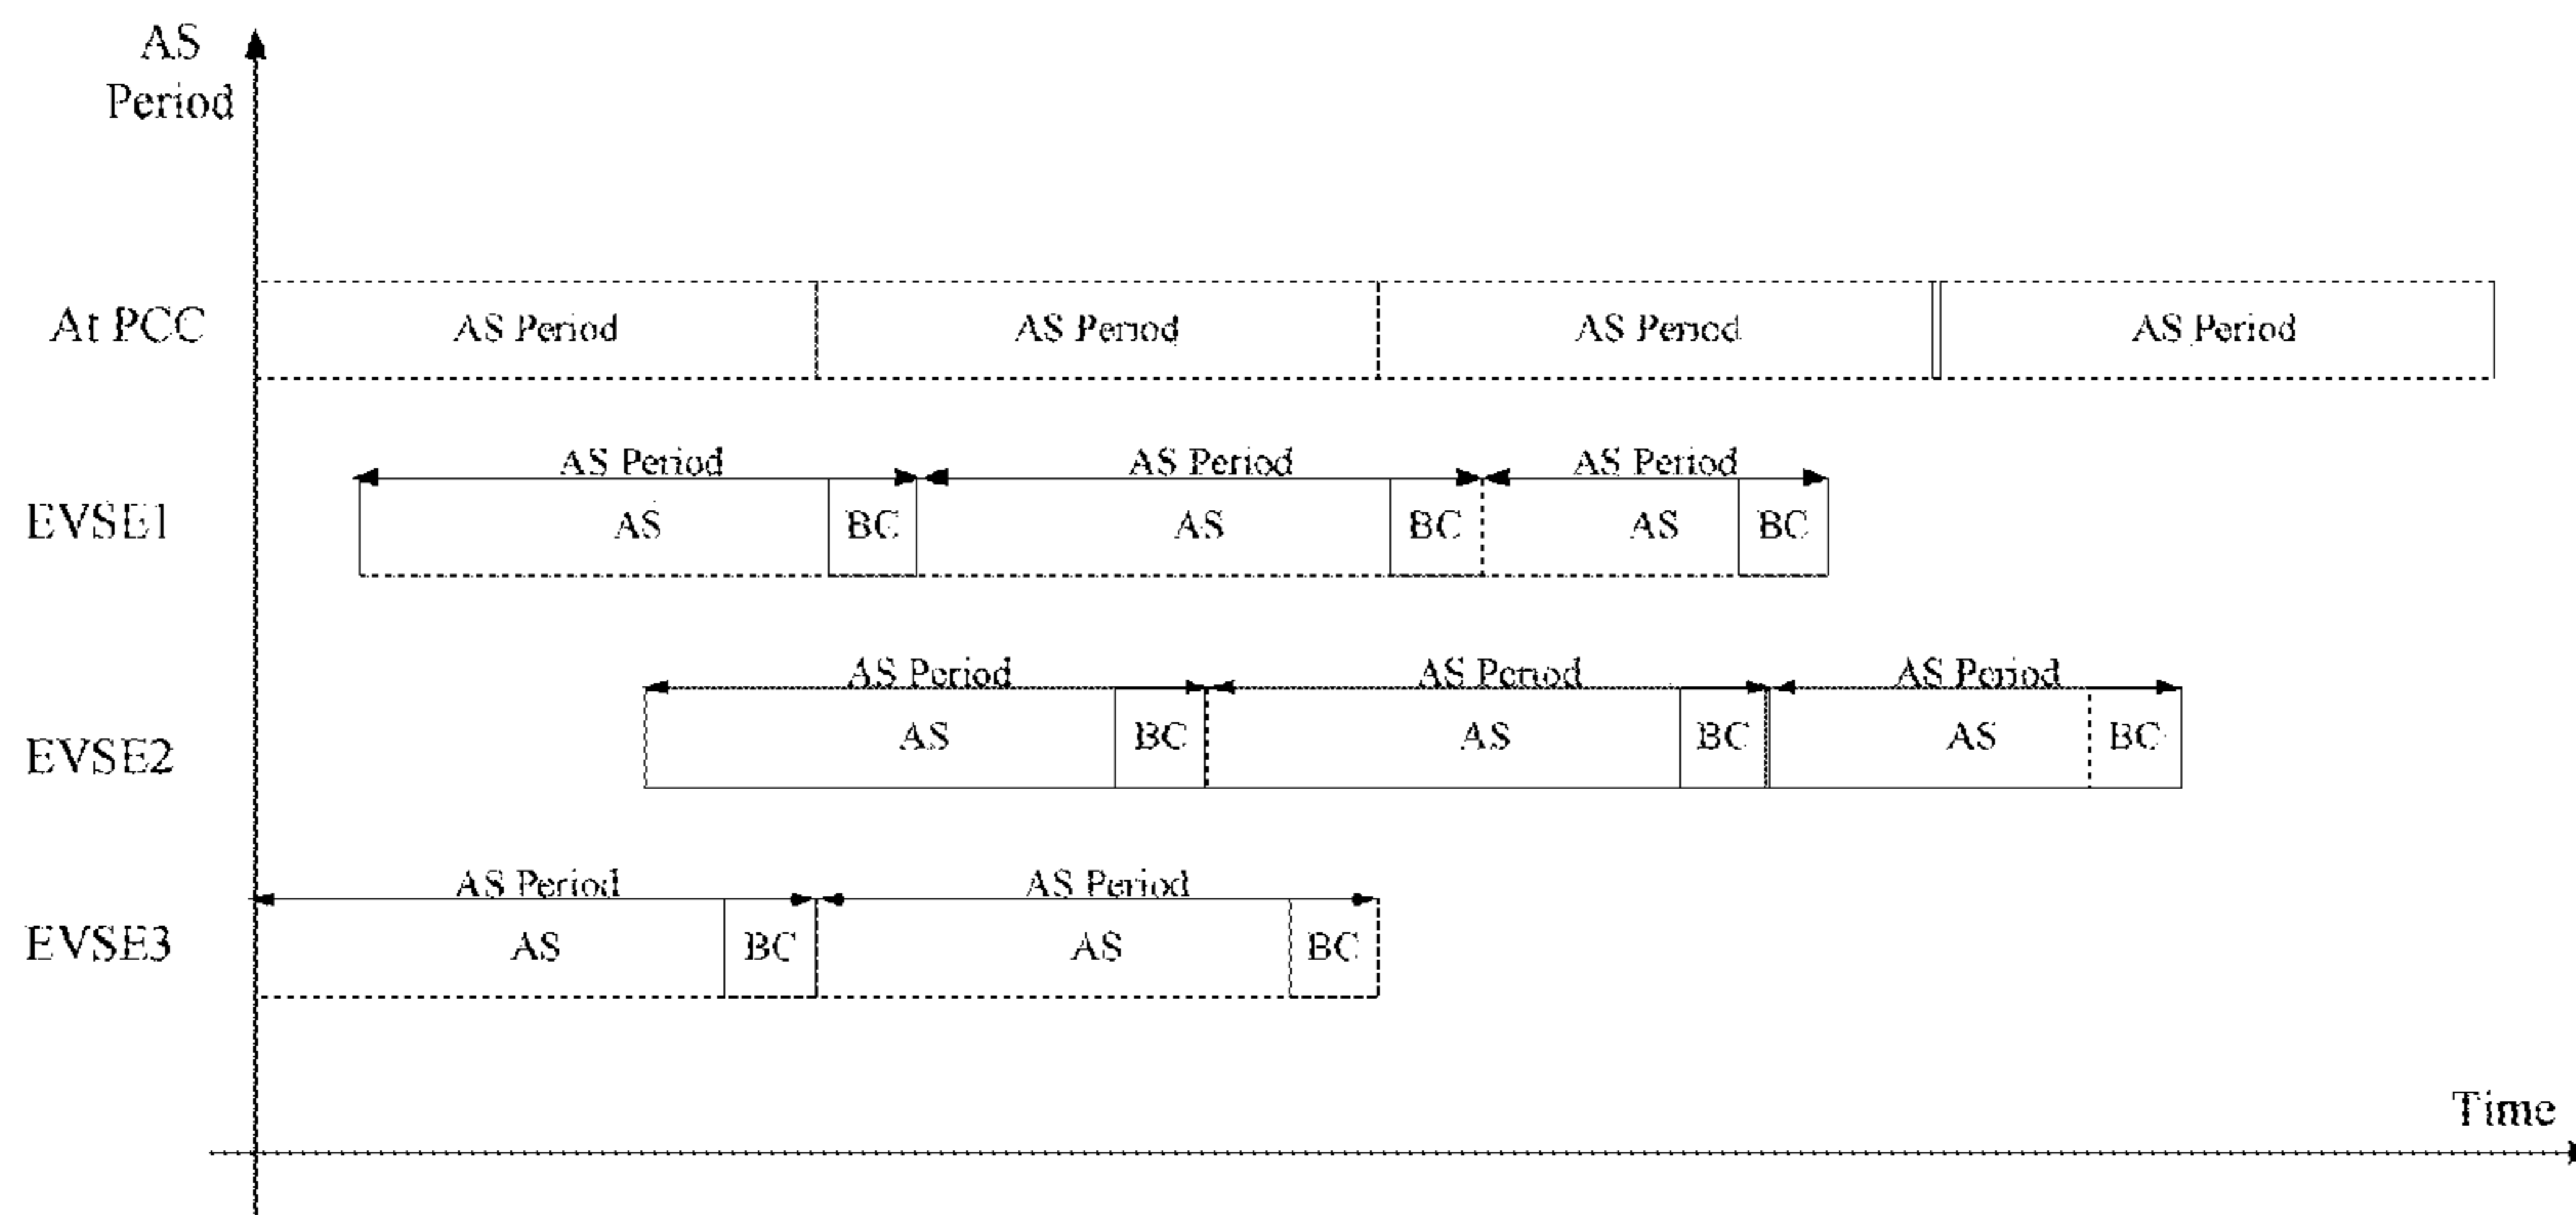 AS
Period
At PCC
AS Period AS Period AS Period AS Period
AS Period AS Period AS Period
EVSE1
AS BC AS BC AS BC
AS Period AS Period AS Period
EVSE2
AS BC AS BC AS BC
AS Period AS Period
EVSE3
AS BC AS BC
Time